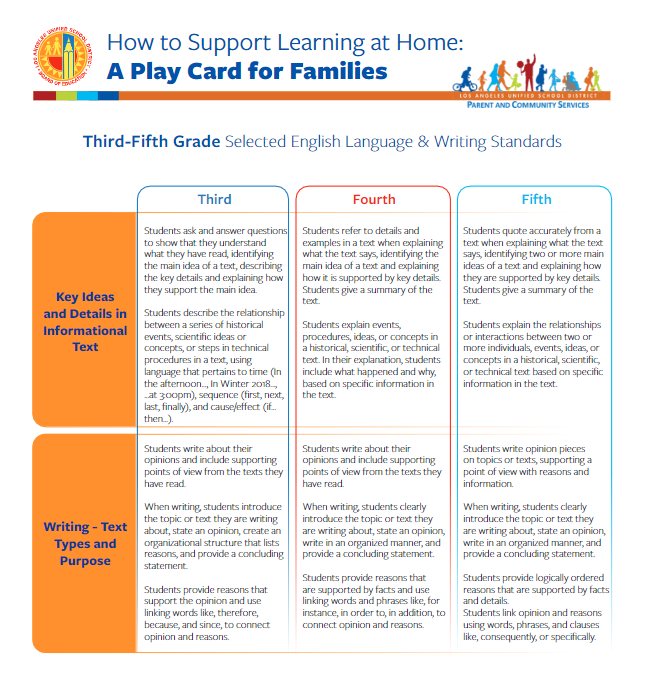 LOS ANGELES UNIFIED SCHOOL DISTRICT
BOARD OF EDUCATION
How to Support Learning at Home:
A Play Card for Families
LOS ANGELES UNIFIED SCHOOL DISTRICT
PARENT AND COMMUNITY SERVICES
Third-Fifth Grade Selected English Language & Writing Standards
Third
Fourth
Fifth
Key Ideas
and Details in
Informational
Text
Students ask and answer questions
to show that they understand
what they have read, identifying
the main idea of a text, describing
the key details and explaining how
they support the main idea.
Students describe the relationship
between a series of historical
events, scientific ideas or
concepts, or steps in technical
procedures in a text, using
language that pertains to time (In
the afternoon..., In Winter 2018...,
...at 3:00pm), sequence (first, next,
last, finally), and cause/effect (if...
then...).
Students refer to details and
examples in a text when explaining
what the text says, identifying the
main idea of a text and explaining
how it is supported by key details.
Students give a summary of the
text.
Students explain events,
procedures, ideas, or concepts in
a historical, scientific, or technical
text. In their explanation, students
include what happened and why,
based on specific information in
the text.
Students quote accurately from a
text when explaining what the text
says, identifying two or more main
ideas of a text and explaining how
they are supported by key details.
Students give a summary of the
text.
Students explain the relationships
or interactions between two or
more individuals, events, ideas, or
concepts in a historical, scientific,
or technical text based on specific
information in the text.
Writing - Text
Types and
Purpose
Students write about their
opinions and include supporting
points of view from the texts they
have read.
When writing, students introduce
the topic or text they are writing
about, state an opinion, create an
organizational structure that lists
reasons, and provide a concluding
statement.
Students provide reasons that
support the opinion and use
linking words like, therefore,
because, and since, to connect
opinion and reasons.
Students write about their
opinions and include supporting
points of view from the texts they
have read.
When writing, students clearly
introduce the topic or text they
are writing about, state an opinion,
write in an organized manner, and
provide a concluding statement.
Students provide reasons that
are supported by facts and use
linking words and phrases like, for
instance, in order to, in addition, to
connect opinion and reasons.
Students write opinion pieces
on topics or texts, supporting a
point of view with reasons and
information.
When writing, students clearly
introduce the topic or text they
are writing about, state an opinion,
write in an organized manner, and
provide a concluding statement.
Students provide logically ordered
reasons that are supported by facts
and details.
Students link opinion and reasons
using words, phrases, and clauses
like, consequently, or specifically.